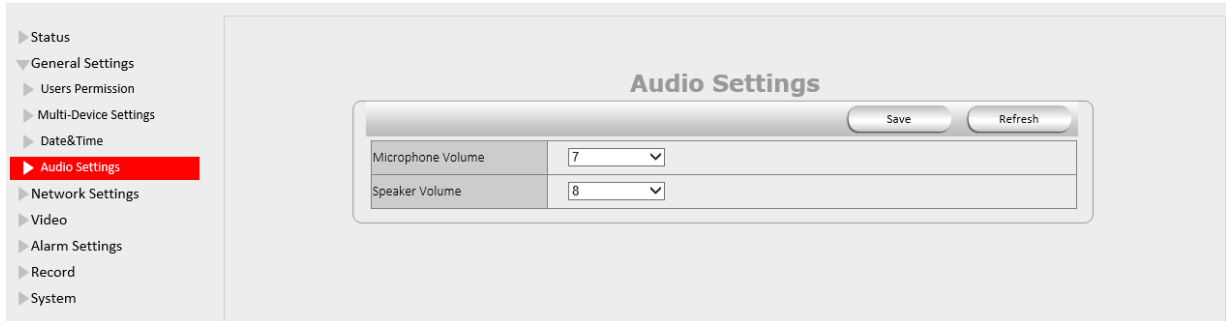 Status
General Settings
Users Permission
Multi-Device Settings
Date&Time
Audio Settings
Network Settings
Video
Alarm Settings
Record
System
Audio Settings
Save Refresh
Microphone Volume 7
Speaker Volume 8